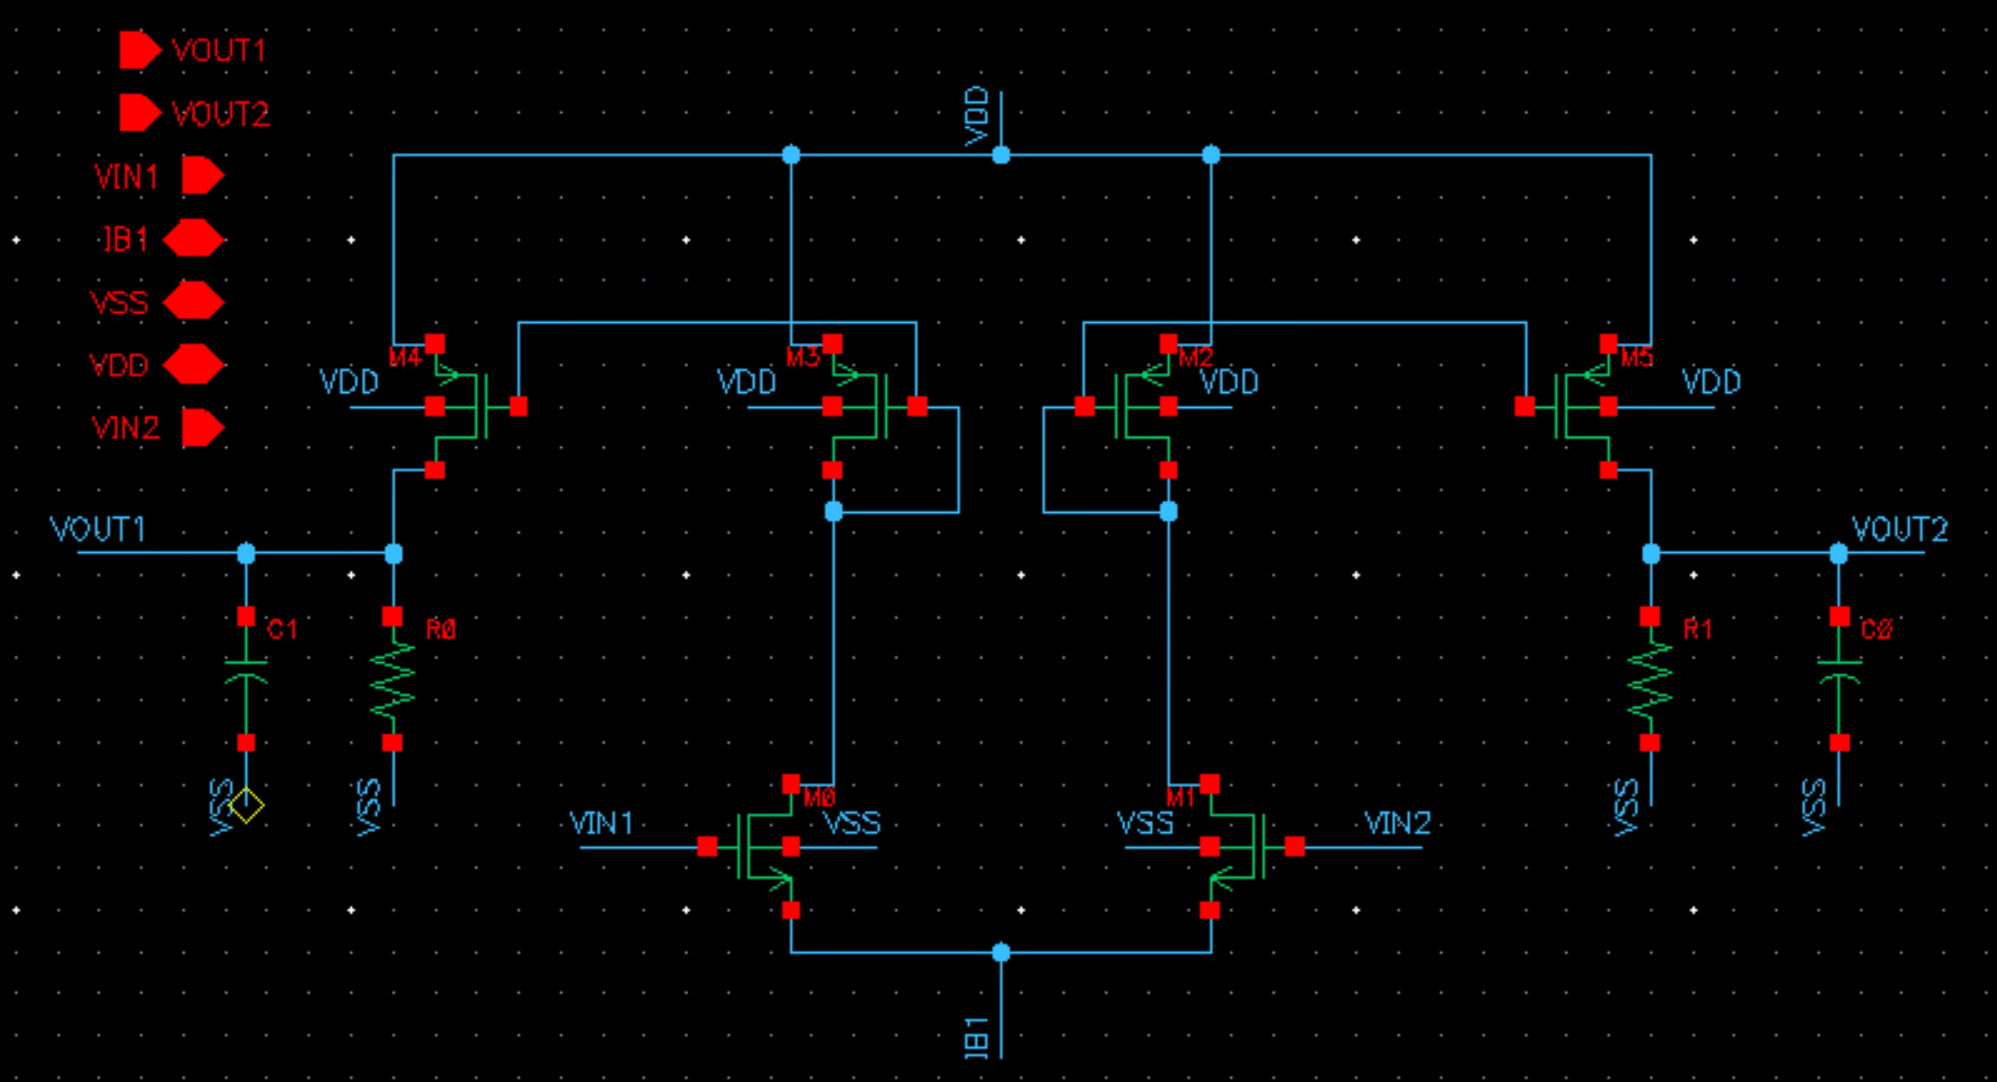 VOUT1
VOUT2
VIN1
IB1
VSS
VDD
VIN2
VDD
M4
M3
M2
M5
VDD
VDD
VDD
VDD
VOUT1
VOUT2
C1
R0
R1
C0
VSS
VSS
VSS
VSS
M0
M1
VIN1
VSS
VSS
VIN2
IB1